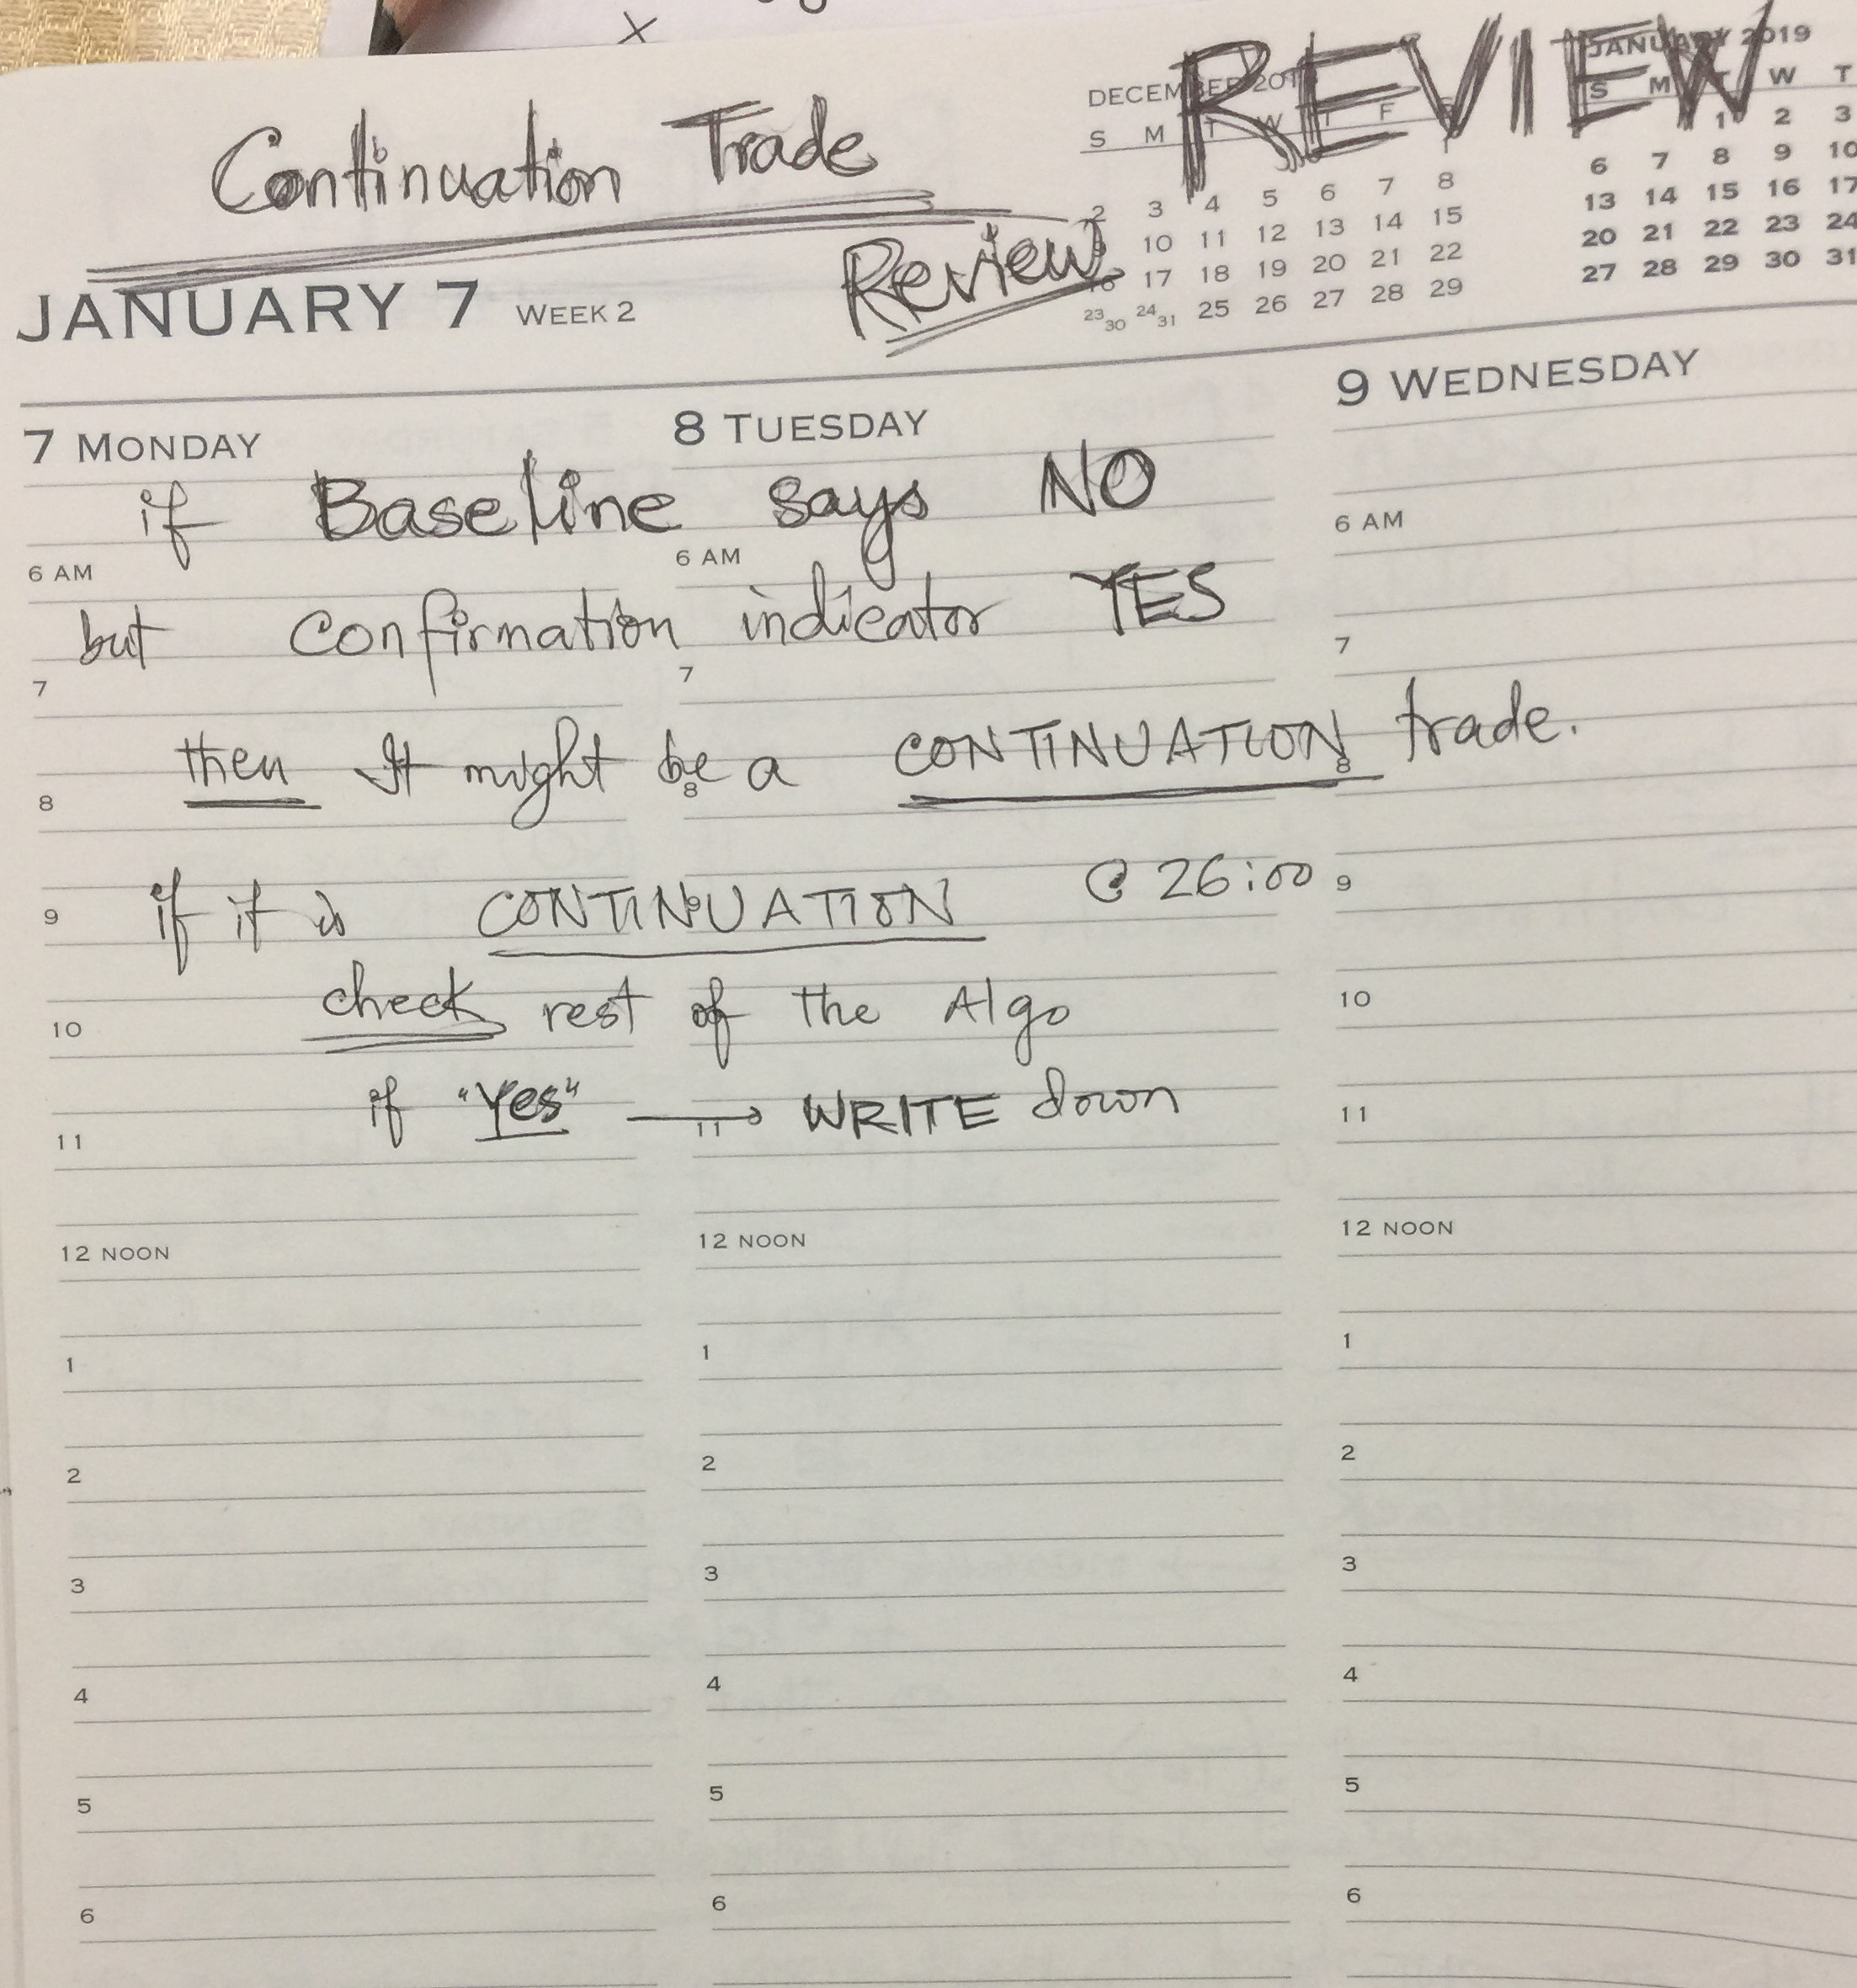 REVIEW
Continuation Trade
Review
DECEMBER 201
S M T W T F S
1
2 3 4 5 6 7 8
9 10 11 12 13 14 15
16 17 18 19 20 21 22
23 30 24 31 25 26 27 28 29
JANUARY 2019
S M T W T
1 2 3
6 7 8 9 10
13 14 15 16 17
20 21 22 23 24
27 28 29 30 31
JANUARY 7 WEEK 2
7 MONDAY 8 TUESDAY 9 WEDNESDAY
if Baseline says NO
6 AM 6 AM 6 AM
but Confirmation indicator YES
7 7 7
then It might be a CONTINUATION trade.
8 8 8
if it is CONTINUATION @ 26:00
9 9
check rest of the Algo
10 10
if "Yes" → WRITE down
11 11 11
12 NOON 12 NOON 12 NOON
1 1 1
2 2 2
3 3 3
4 4 4
5 5 5
6 6 6